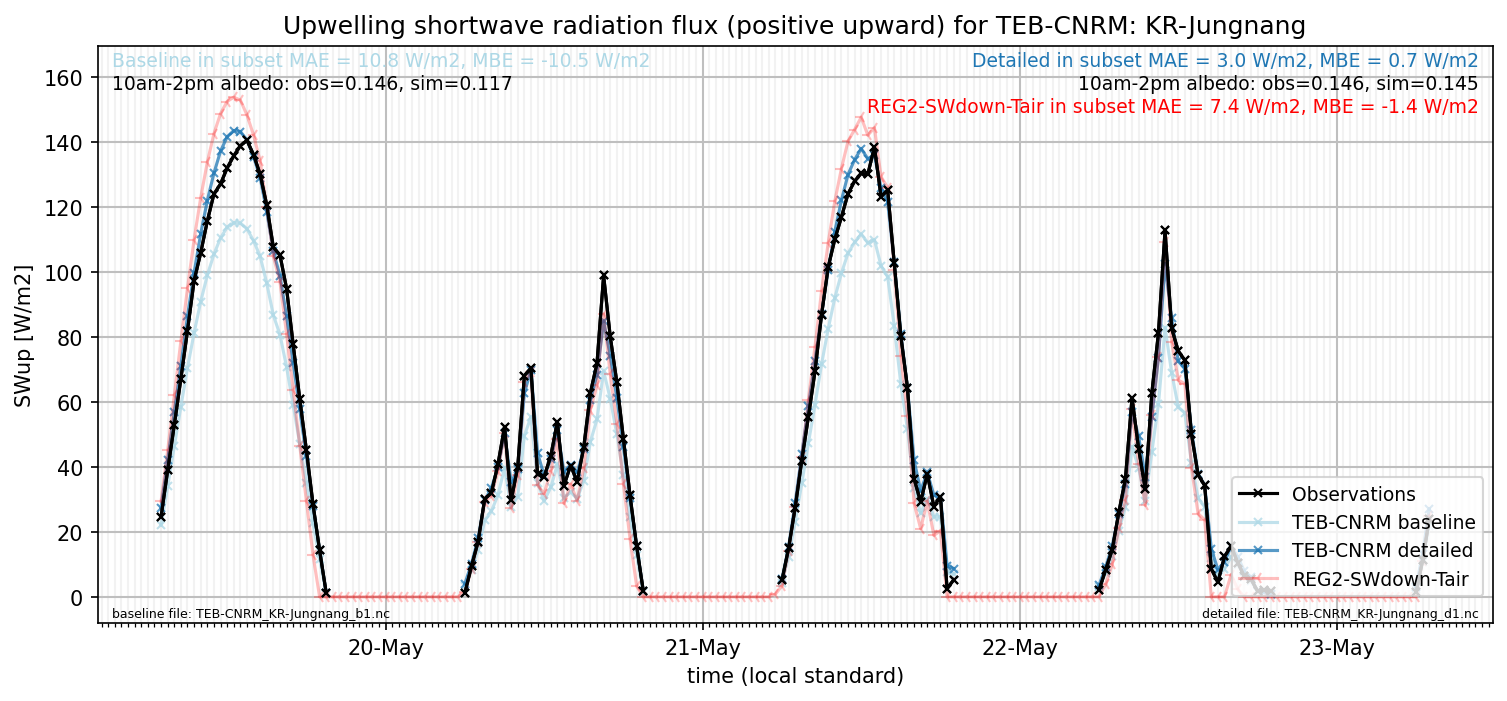 Upwelling shortwave radiation flux (positive upward) for TEB-CNRM: KR-Jungnang
Baseline in subset MAE = 10.8 W/m2, MBE = -10.5 W/m2
10am-2pm albedo: obs=0.146, sim=0.117
Detailed in subset MAE = 3.0 W/m2, MBE = 0.7 W/m2
10am-2pm albedo: obs=0.146, sim=0.145
REG2-SWdown-Tair in subset MAE = 7.4 W/m2, MBE = -1.4 W/m2
SWup [W/m2]
160
140
120
100
80
60
40
20
0
Observations
TEB-CNRM baseline
TEB-CNRM detailed
REG2-SWdown-Tair
baseline file: TEB-CNRM_KR-Jungnang_b1.nc
detailed file: TEB-CNRM_KR-Jungnang_d1.nc
20-May
21-May
22-May
23-May
time (local standard)